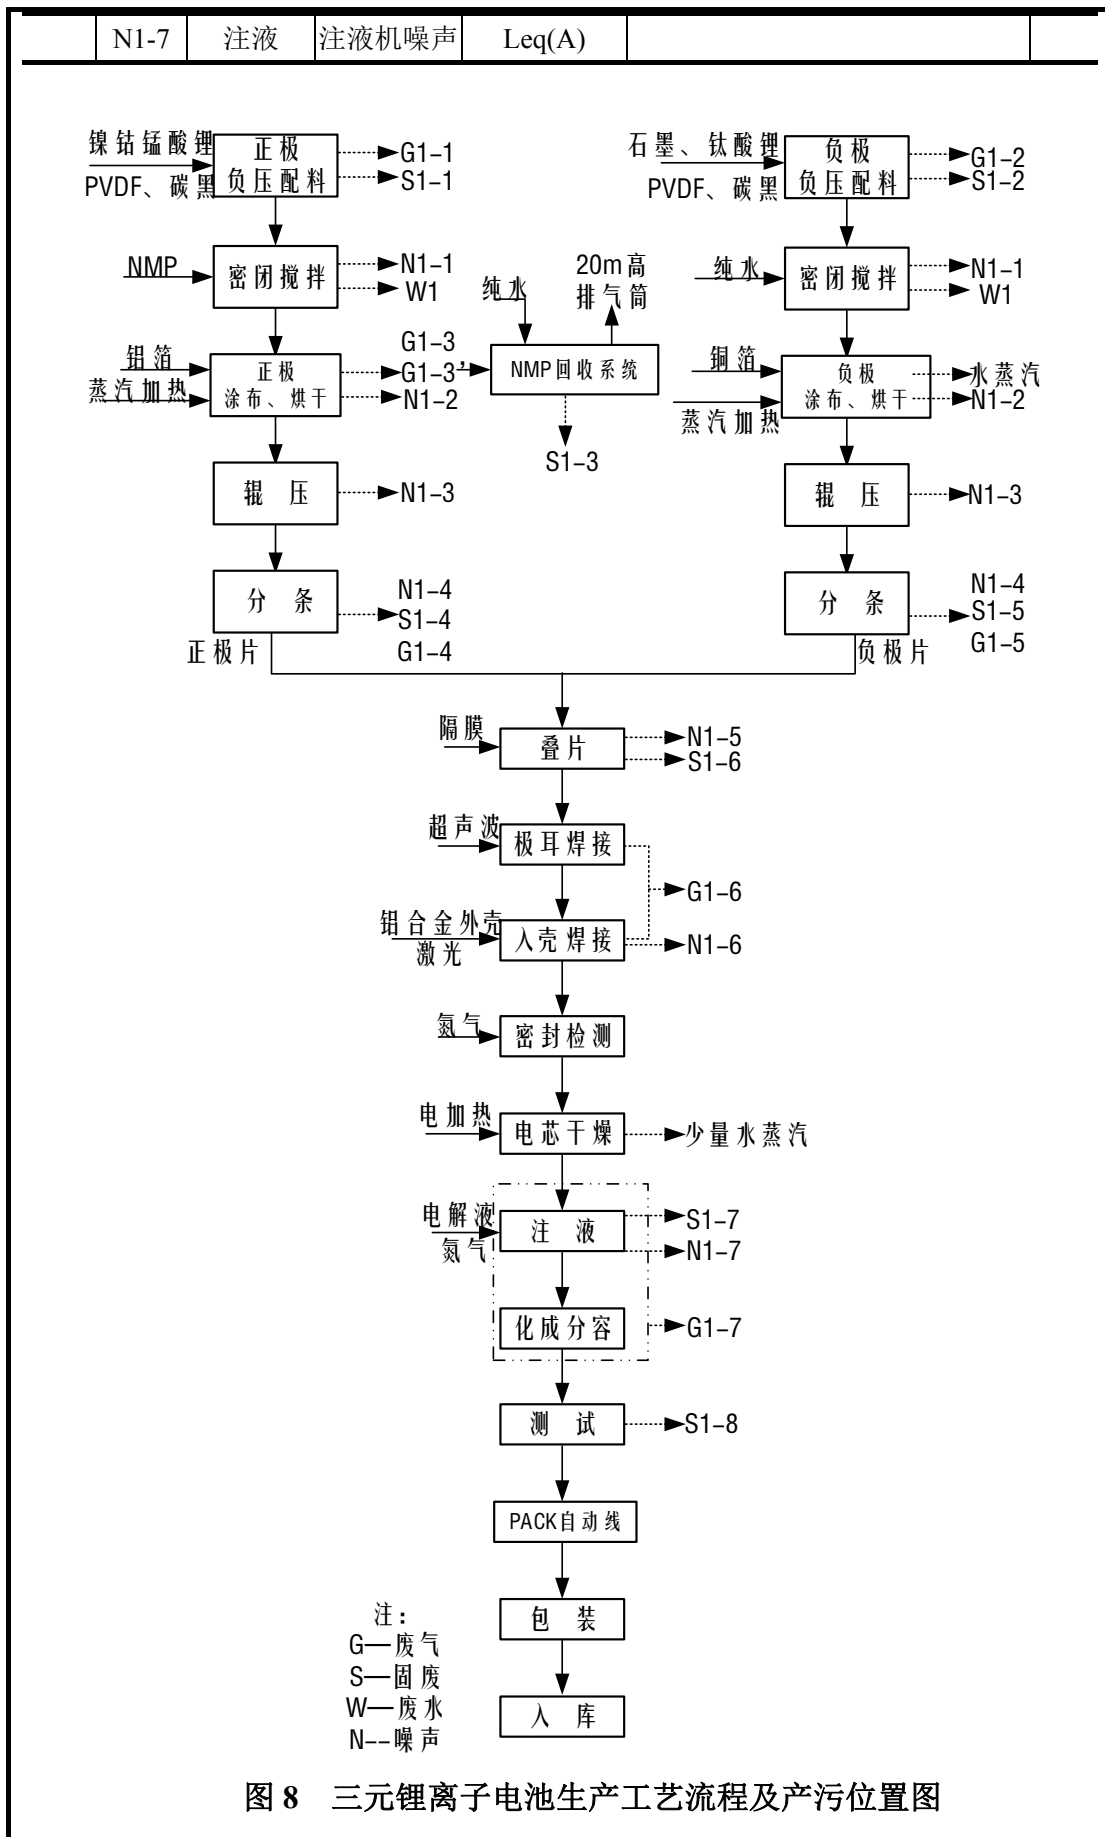 N1-7 注液 注液机噪声 Leq(A)
镍钴锰酸锂
PVDF、碳黑
正极
负压配料
G1-1
S1-1
石墨、钛酸锂
PVDF、碳黑
负极
负压配料
G1-2
S1-2
NMP
密闭搅拌
N1-1
W1
纯水
20m高
排气筒
纯水
密闭搅拌
N1-1
W1
铝箔
蒸汽加热
正极
涂布、烘干
G1-3
G1-3'
N1-2
NMP回收系统
S1-3
铜箔
蒸汽加热
负极
涂布、烘干
水蒸汽
N1-2
辊 压
N1-3
辊 压
N1-3
分 条
N1-4
S1-4
G1-4
正极片
分 条
N1-4
S1-5
G1-5
负极片
隔膜
叠片
N1-5
S1-6
超声波
极耳焊接
G1-6
铝合金外壳
激光
入壳焊接
N1-6
氮气
密封检测
电加热
电芯干燥
少量水蒸汽
电解液
氮气
注 液
S1-7
N1-7
化成分容
G1-7
测 试
S1-8
PACK自动线
包 装
入 库
注:
G—废气
S—固废
W—废水
N--噪声
图 8 三元锂离子电池生产工艺流程及产污位置图